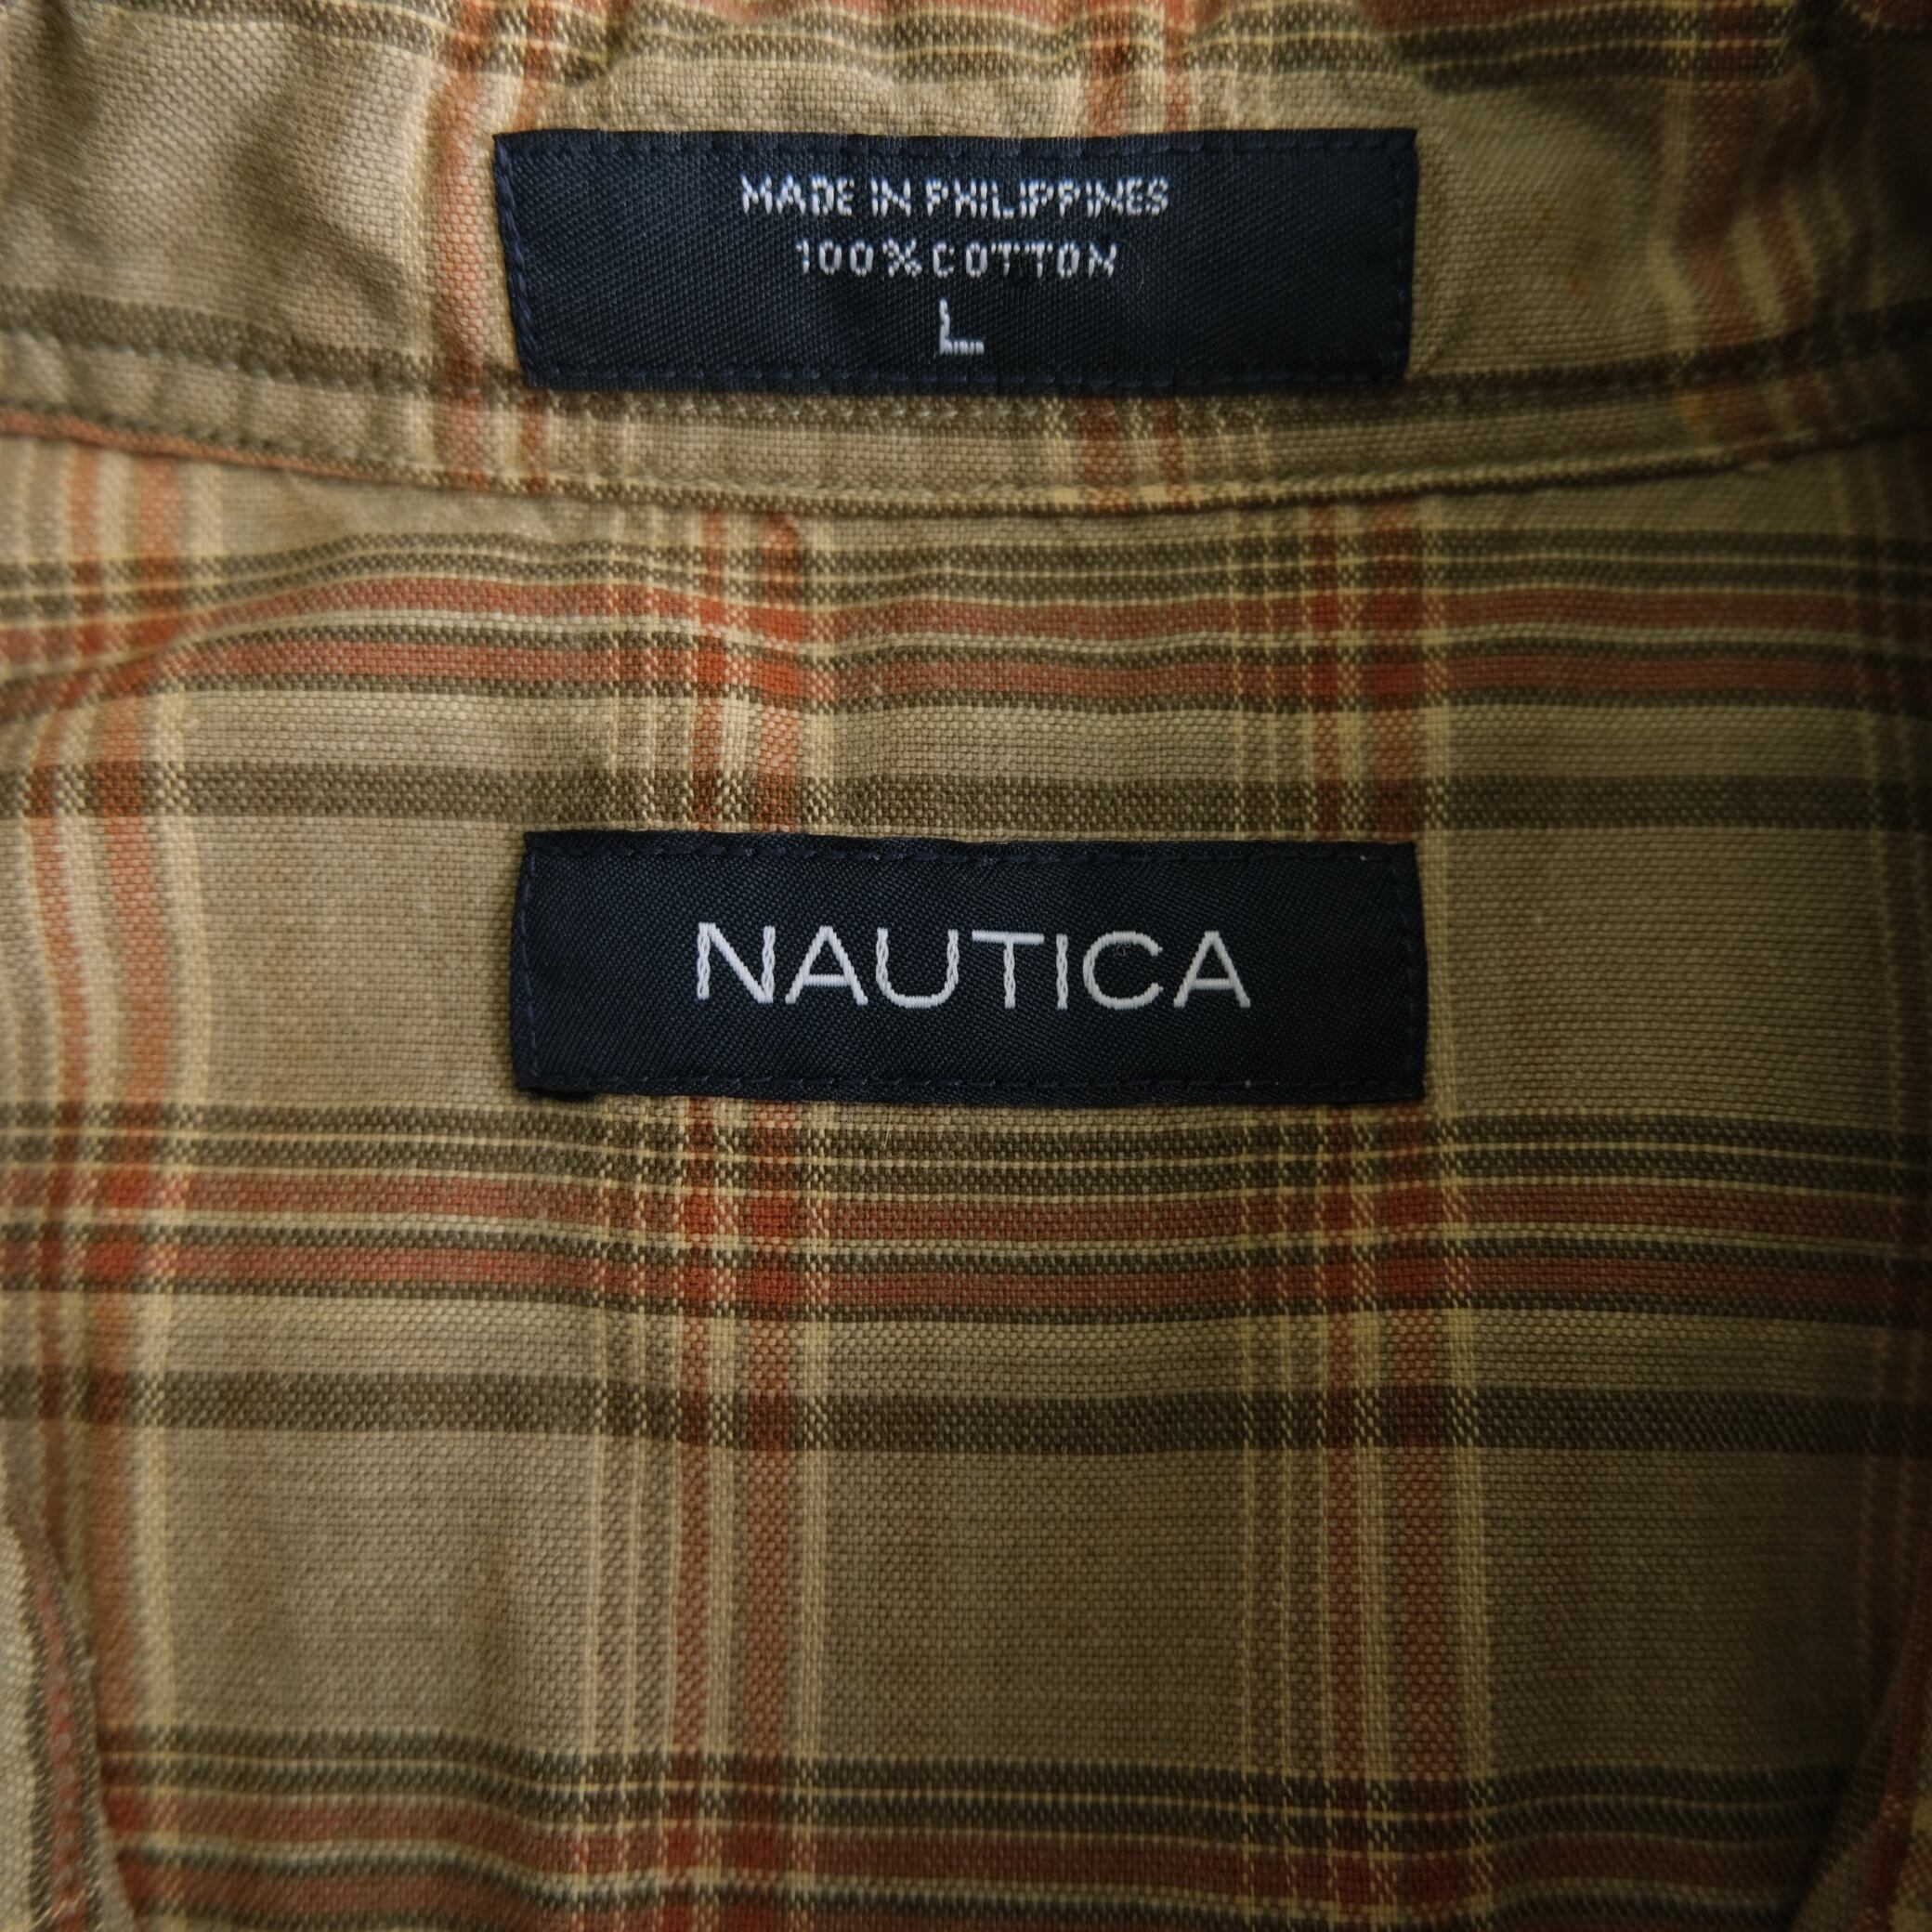 MADE IN PHILIPPINES
100% COTTON
L
NAUTICA